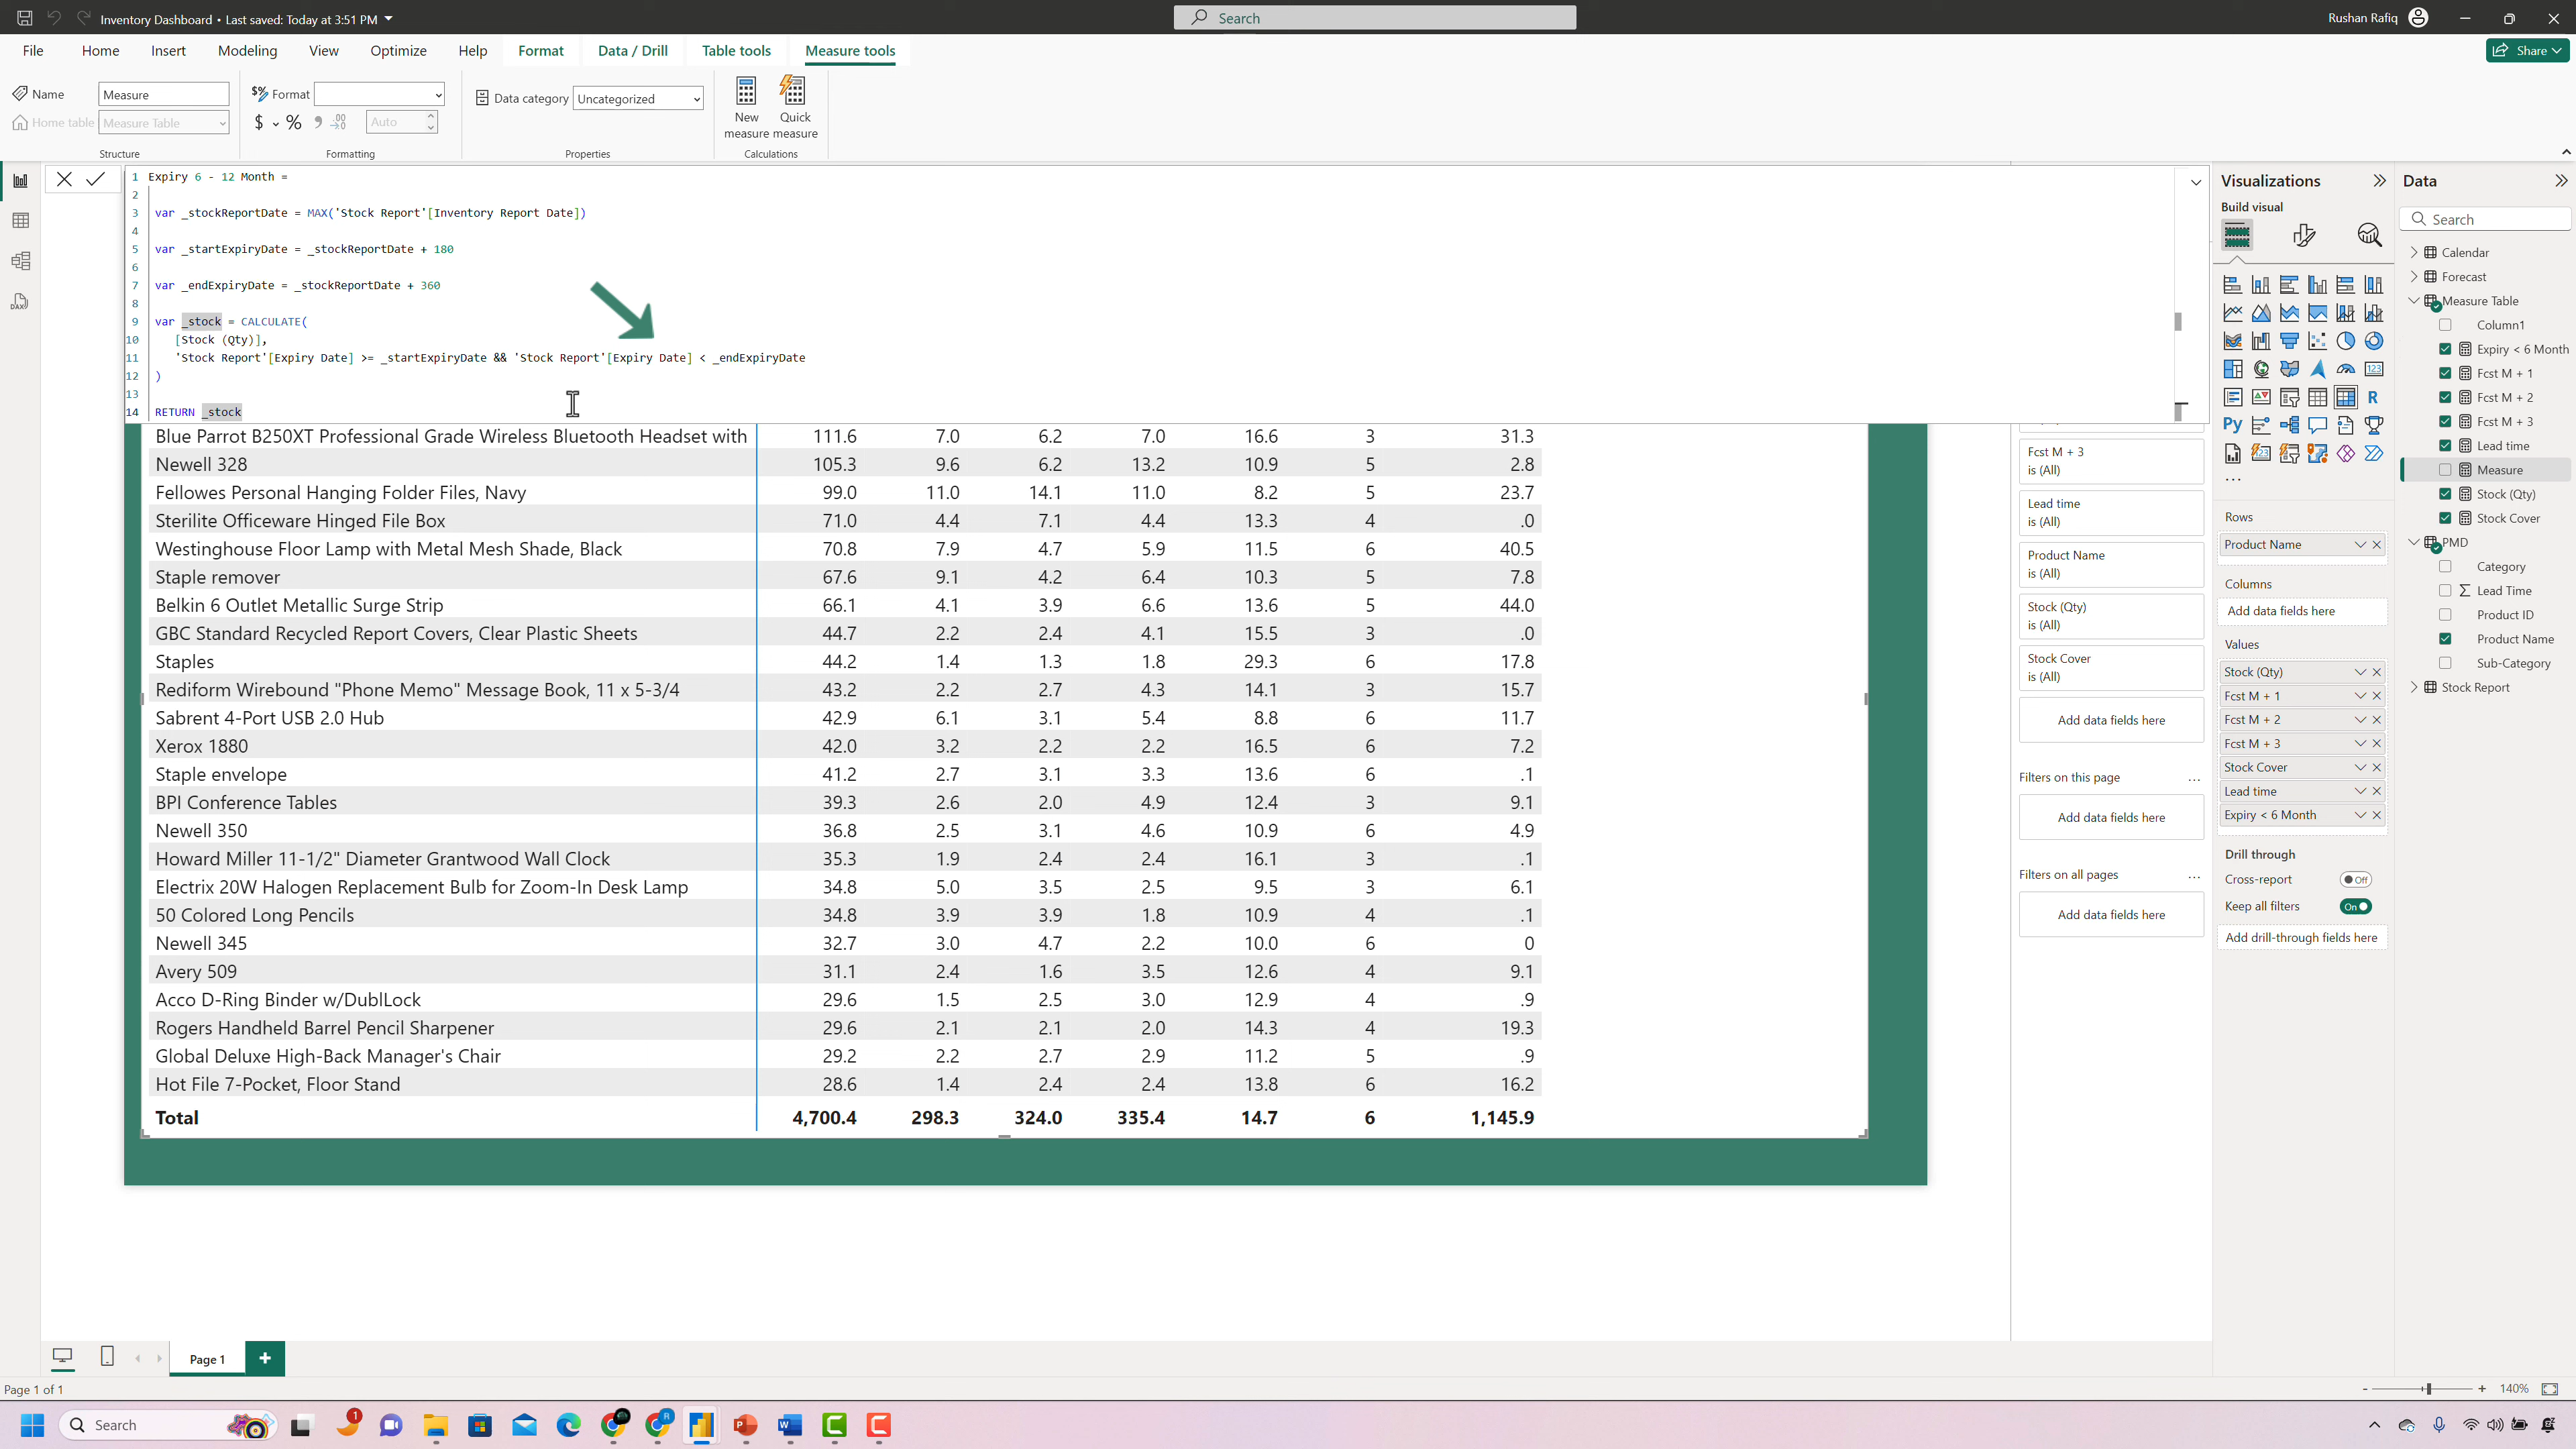 Inventory Dashboard • Last saved: Today at 3:51 PM
Search
Rushan Rafiq
File Home Insert Modeling View Optimize Help Format Data / Drill Table tools Measure tools
Share
Name Measure
Home table Measure Table
Structure
$% Format
$ % Auto
Formatting
Data category Uncategorized
Properties
New measure
Quick measure
Calculations
1 Expiry 6 - 12 Month =
2
3 var _stockReportDate = MAX('Stock Report'[Inventory Report Date])
4
5 var _startExpiryDate = _stockReportDate + 180
6
7 var _endExpiryDate = _stockReportDate + 360
8
9 var _stock = CALCULATE(
10 [Stock (Qty)],
11 'Stock Report'[Expiry Date] >= _startExpiryDate && 'Stock Report'[Expiry Date] < _endExpiryDate
12 )
13
14 RETURN _stock
Blue Parrot B250XT Professional Grade Wireless Bluetooth Headset with 111.6 7.0 6.2 7.0 16.6 3 31.3
Newell 328 105.3 9.6 6.2 13.2 10.9 5 2.8
Fellowes Personal Hanging Folder Files, Navy 99.0 11.0 14.1 11.0 8.2 5 23.7
Sterilite Officeware Hinged File Box 71.0 4.4 7.1 4.4 13.3 4 .0
Westinghouse Floor Lamp with Metal Mesh Shade, Black 70.8 7.9 4.7 5.9 11.5 6 40.5
Staple remover 67.6 9.1 4.2 6.4 10.3 5 7.8
Belkin 6 Outlet Metallic Surge Strip 66.1 4.1 3.9 6.6 13.6 5 44.0
GBC Standard Recycled Report Covers, Clear Plastic Sheets 44.7 2.2 2.4 4.1 15.5 3 .0
Staples 44.2 1.4 1.3 1.8 29.3 6 17.8
Rediform Wirebound "Phone Memo" Message Book, 11 x 5-3/4 43.2 2.2 2.7 4.3 14.1 3 15.7
Sabrent 4-Port USB 2.0 Hub 42.9 6.1 3.1 5.4 8.8 6 11.7
Xerox 1880 42.0 3.2 2.2 2.2 16.5 6 7.2
Staple envelope 41.2 2.7 3.1 3.3 13.6 6 .1
BPI Conference Tables 39.3 2.6 2.0 4.9 12.4 3 9.1
Newell 350 36.8 2.5 3.1 4.6 10.9 6 4.9
Howard Miller 11-1/2" Diameter Grantwood Wall Clock 35.3 1.9 2.4 2.4 16.1 3 .1
Electrix 20W Halogen Replacement Bulb for Zoom-In Desk Lamp 34.8 5.0 3.5 2.5 9.5 3 6.1
50 Colored Long Pencils 34.8 3.9 3.9 1.8 10.9 4 .1
Newell 345 32.7 3.0 4.7 2.2 10.0 6 0
Avery 509 31.1 2.4 1.6 3.5 12.6 4 9.1
Acco D-Ring Binder w/DublLock 29.6 1.5 2.5 3.0 12.9 4 .9
Rogers Handheld Barrel Pencil Sharpener 29.6 2.1 2.1 2.0 14.3 4 19.3
Global Deluxe High-Back Manager's Chair 29.2 2.2 2.7 2.9 11.2 5 .9
Hot File 7-Pocket, Floor Stand 28.6 1.4 2.4 2.4 13.8 6 16.2
Total 4,700.4 298.3 324.0 335.4 14.7 6 1,145.9
Fcst M + 3
is (All)
Lead time
is (All)
Product Name
is (All)
Stock (Qty)
is (All)
Stock Cover
is (All)
Add data fields here
Filters on this page ...
Add data fields here
Filters on all pages ...
Add data fields here
Visualizations
Build visual
123
R
Py
123
...
Rows
Product Name
Columns
Add data fields here
Values
Stock (Qty)
Fcst M + 1
Fcst M + 2
Fcst M + 3
Stock Cover
Lead time
Expiry < 6 Month
Drill through
Cross-report Off
Keep all filters On
Add drill-through fields here
Data
Search
Calendar
Forecast
Measure Table
Column1
Expiry < 6 Month
Fcst M + 1
Fcst M + 2
Fcst M + 3
Lead time
Measure
Stock (Qty)
Stock Cover
PMD
Category
Σ Lead Time
Product ID
Product Name
Sub-Category
Stock Report
Page 1 +
Page 1 of 1
- + 140%
Search
1